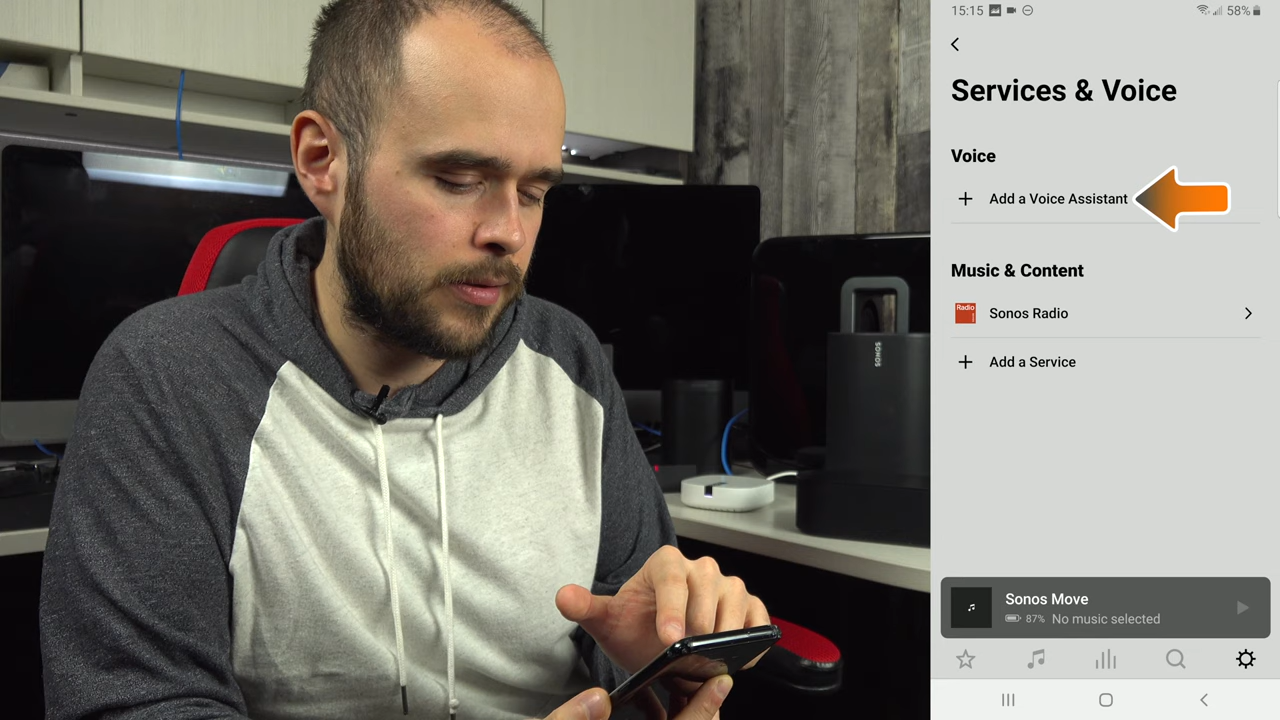 15:15
58%
Services & Voice
Voice
Add a Voice Assistant
Music & Content
Radio
Sonos Radio
Add a Service
Sonos Move
87% No music selected
SONOS